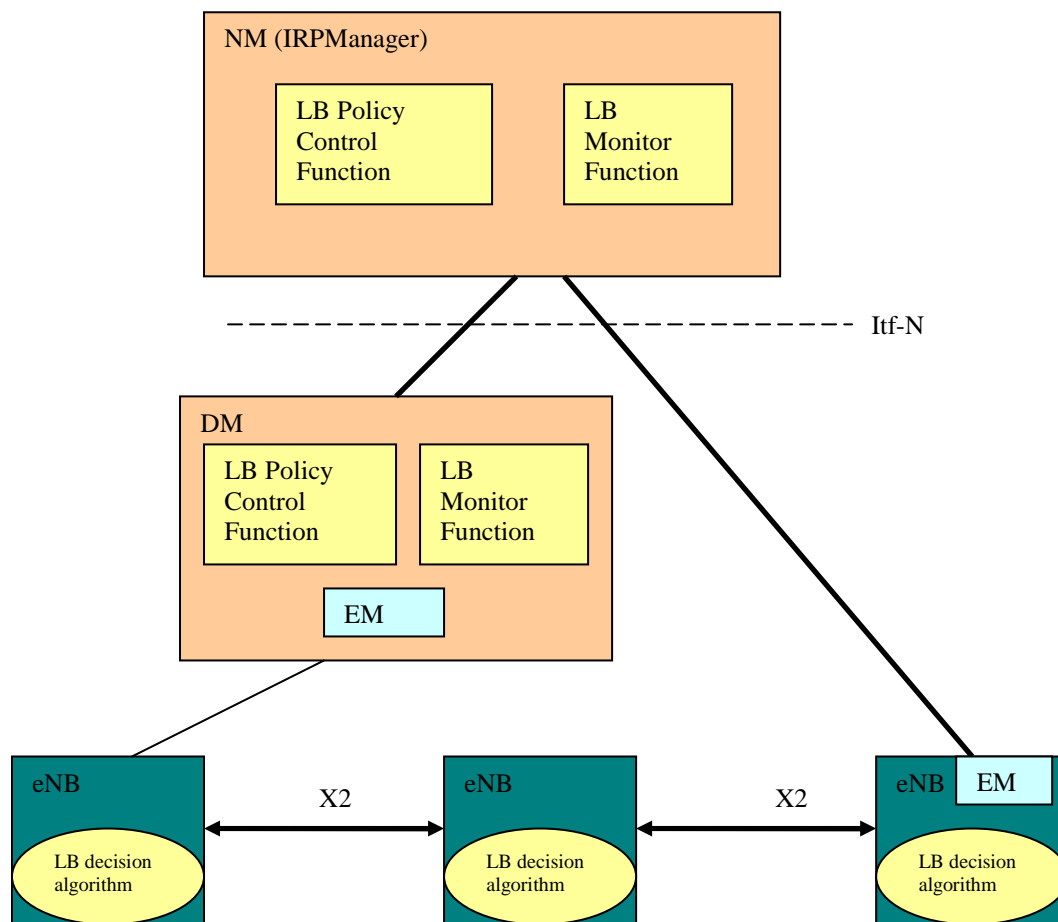 NM (IRPManager)
LB Policy
Control
Function
LB
Monitor
Function
Itf-N
DM
LB Policy
Control
Function
LB
Monitor
Function
EM
eNB
X2
eNB
X2
eNB
EM
LB decision
algorithm
LB decision
algorithm
LB decision
algorithm